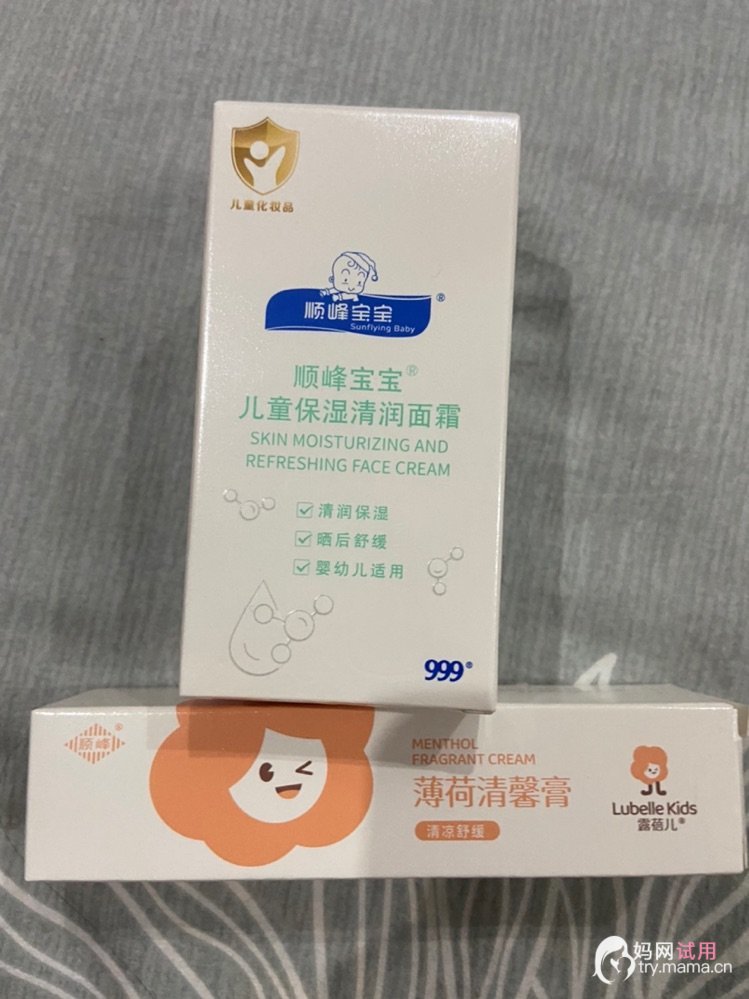 儿童化妆品
顺峰宝宝®
Sunflying Baby
顺峰宝宝®
儿童保湿清润面霜
SKIN MOISTURIZING AND
REFRESHING FACE CREAM
清润保湿
晒后舒缓
婴幼儿适用
999®
顺峰®
MENTHOL
FRAGRANT CREAM
薄荷清馨膏
清凉舒缓
Lubelle Kids
露蓓儿®
妈网试用
try.mama.cn